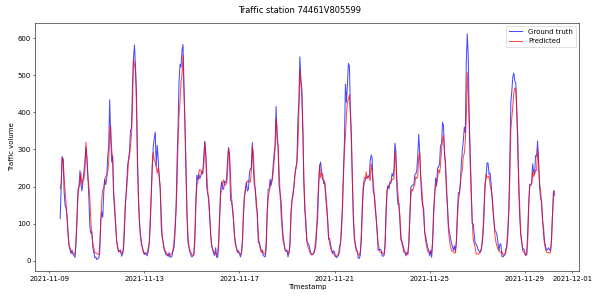 Traffic station 74461V805599
Ground truth
Predicted
Traffic volume
600
500
400
300
200
100
0
2021-11-09
2021-11-13
2021-11-17
2021-11-21
2021-11-25
2021-11-29
2021-12-01
Timestamp